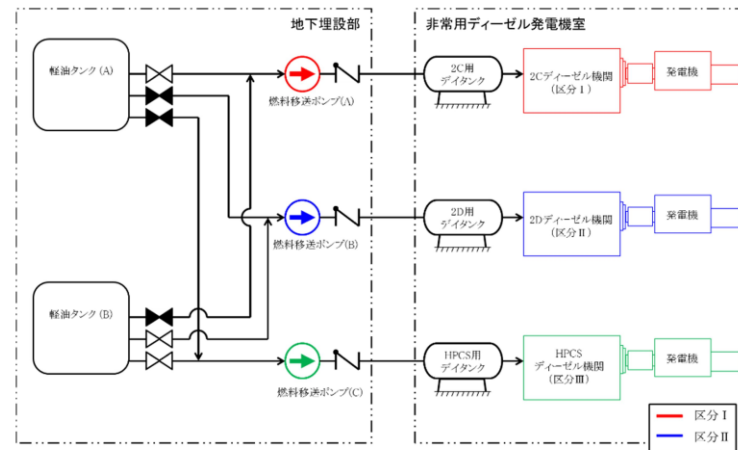 地下埋設部
非常用ディーゼル発電機室
軽油タンク(A)
燃料移送ポンプ(A)
2C用
デイタンク
2Cディーゼル機関
(区分Ⅰ)
発電機
燃料移送ポンプ(B)
2D用
デイタンク
2Dディーゼル機関
(区分Ⅱ)
発電機
軽油タンク(B)
燃料移送ポンプ(C)
HPCS用
デイタンク
HPCS
ディーゼル機関
(区分Ⅲ)
発電機
区分Ⅰ
区分Ⅱ